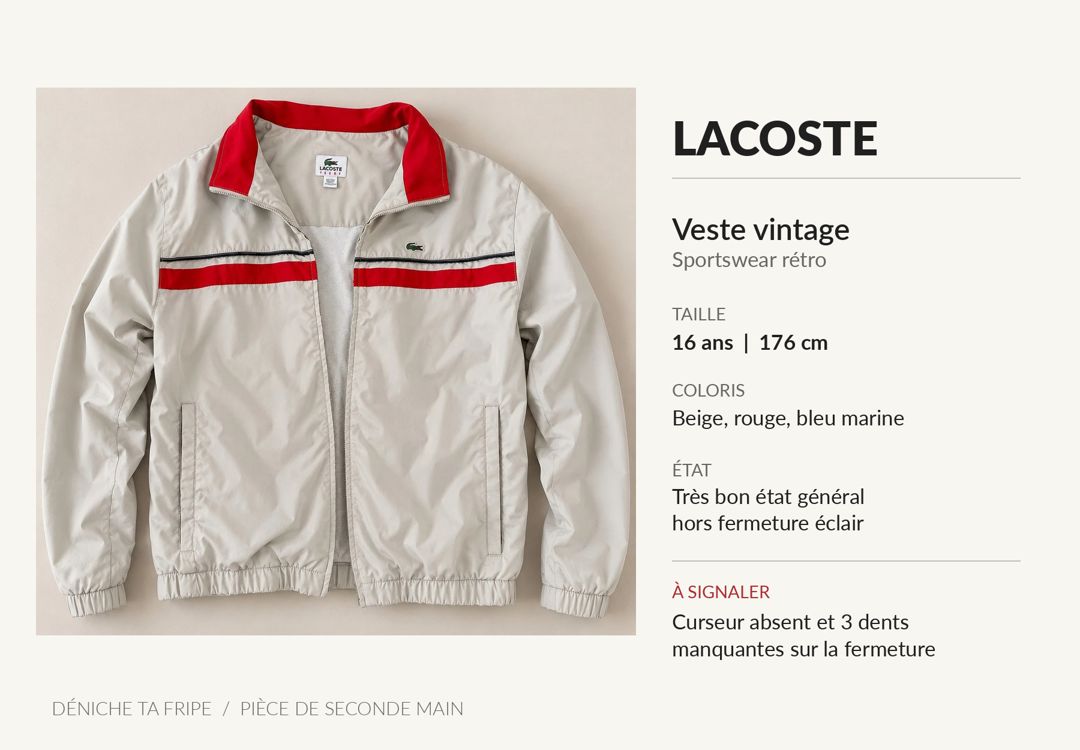 LACOSTE
LACOSTE
Veste vintage
Sportswear rétro
TAILLE
16 ans | 176 cm
COLORIS
Beige, rouge, bleu marine
ÉTAT
Très bon état général
hors fermeture éclair
À SIGNALER
Curseur absent et 3 dents
manquantes sur la fermeture
DÉNICHE TA FRIPE / PIÈCE DE SECONDE MAIN